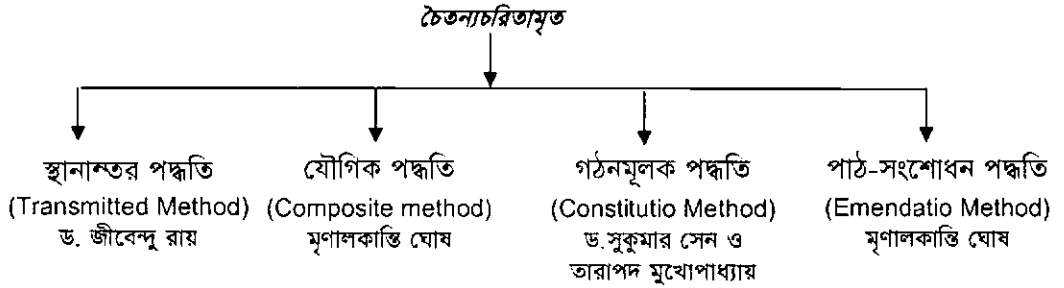 চৈতন্যচরিতামৃত
স্থানান্তর পদ্ধতি
(Transmitted Method)
ড. জীবেন্দু রায়
যৌগিক পদ্ধতি
(Composite method)
মৃণালকান্তি ঘোষ
গঠনমূলক পদ্ধতি
(Constitutio Method)
ড.সুকুমার সেন ও
তারাপদ মুখোপাধ্যায়
পাঠ-সংশোধন পদ্ধতি
(Emendatio Method)
মৃণালকান্তি ঘোষ